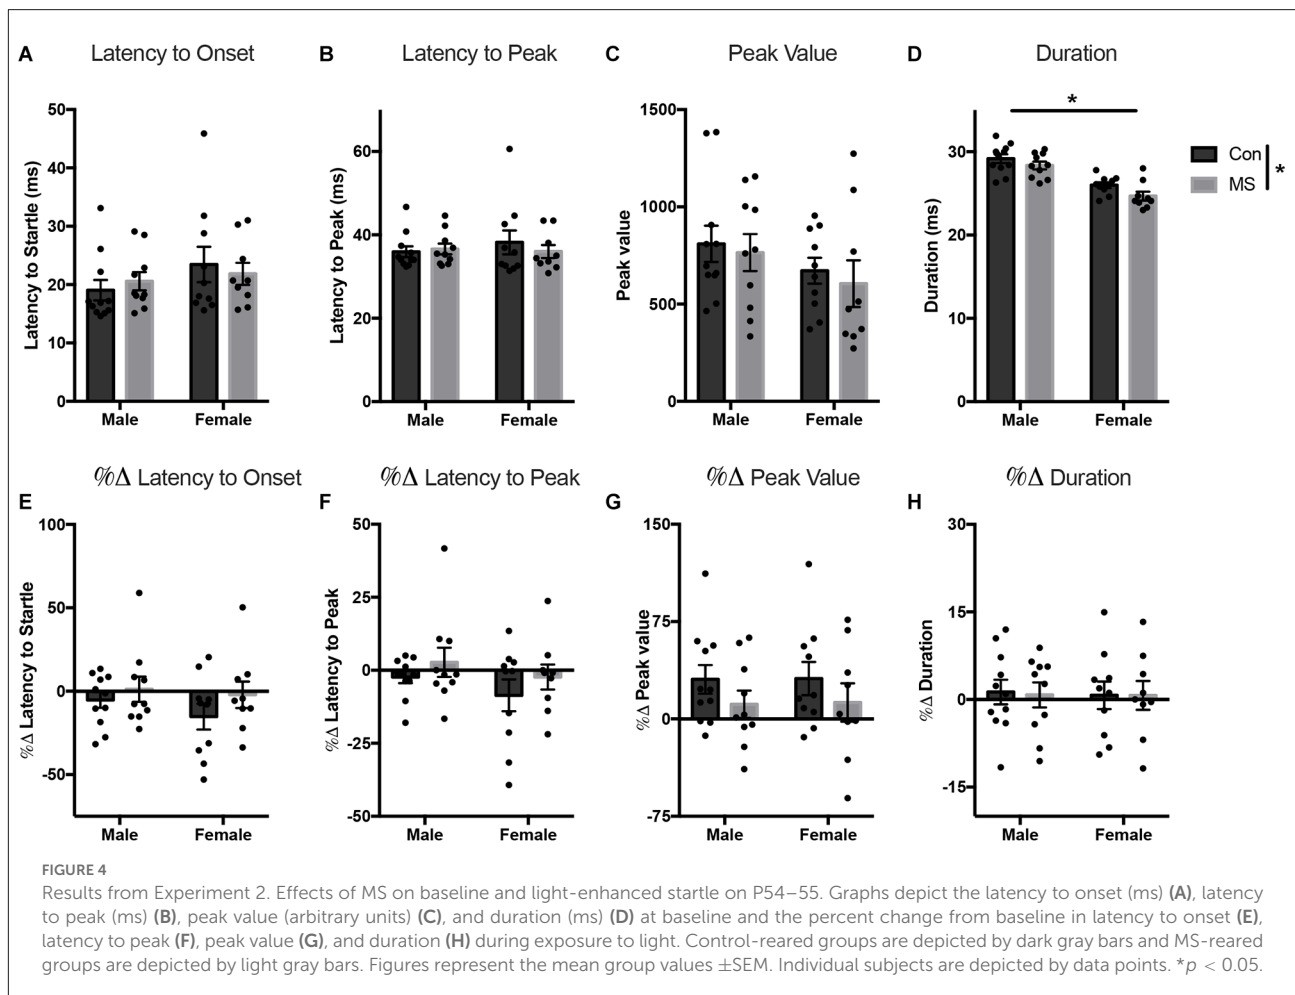 A Latency to Onset
B Latency to Peak
C Peak Value
D Duration
Latency to Startle (ms)
50
40
30
20
10
0
Male Female
Latency to Peak (ms)
60
40
20
0
Male Female
Peak value
1500
1000
500
0
Male Female
Duration (ms)
30
20
10
0
Male Female
*
Con
MS
*
E %Δ Latency to Onset
F %Δ Latency to Peak
G %Δ Peak Value
H %Δ Duration
%Δ Latency to Startle
100
50
0
-50
Male Female
%Δ Latency to Peak
50
25
0
-25
-50
Male Female
%Δ Peak value
150
75
0
-75
Male Female
%Δ Duration
30
15
0
-15
Male Female
FIGURE 4
Results from Experiment 2. Effects of MS on baseline and light-enhanced startle on P54–55. Graphs depict the latency to onset (ms) (A), latency
to peak (ms) (B), peak value (arbitrary units) (C), and duration (ms) (D) at baseline and the percent change from baseline in latency to onset (E),
latency to peak (F), peak value (G), and duration (H) during exposure to light. Control-reared groups are depicted by dark gray bars and MS-reared
groups are depicted by light gray bars. Figures represent the mean group values ±SEM. Individual subjects are depicted by data points. *p < 0.05.